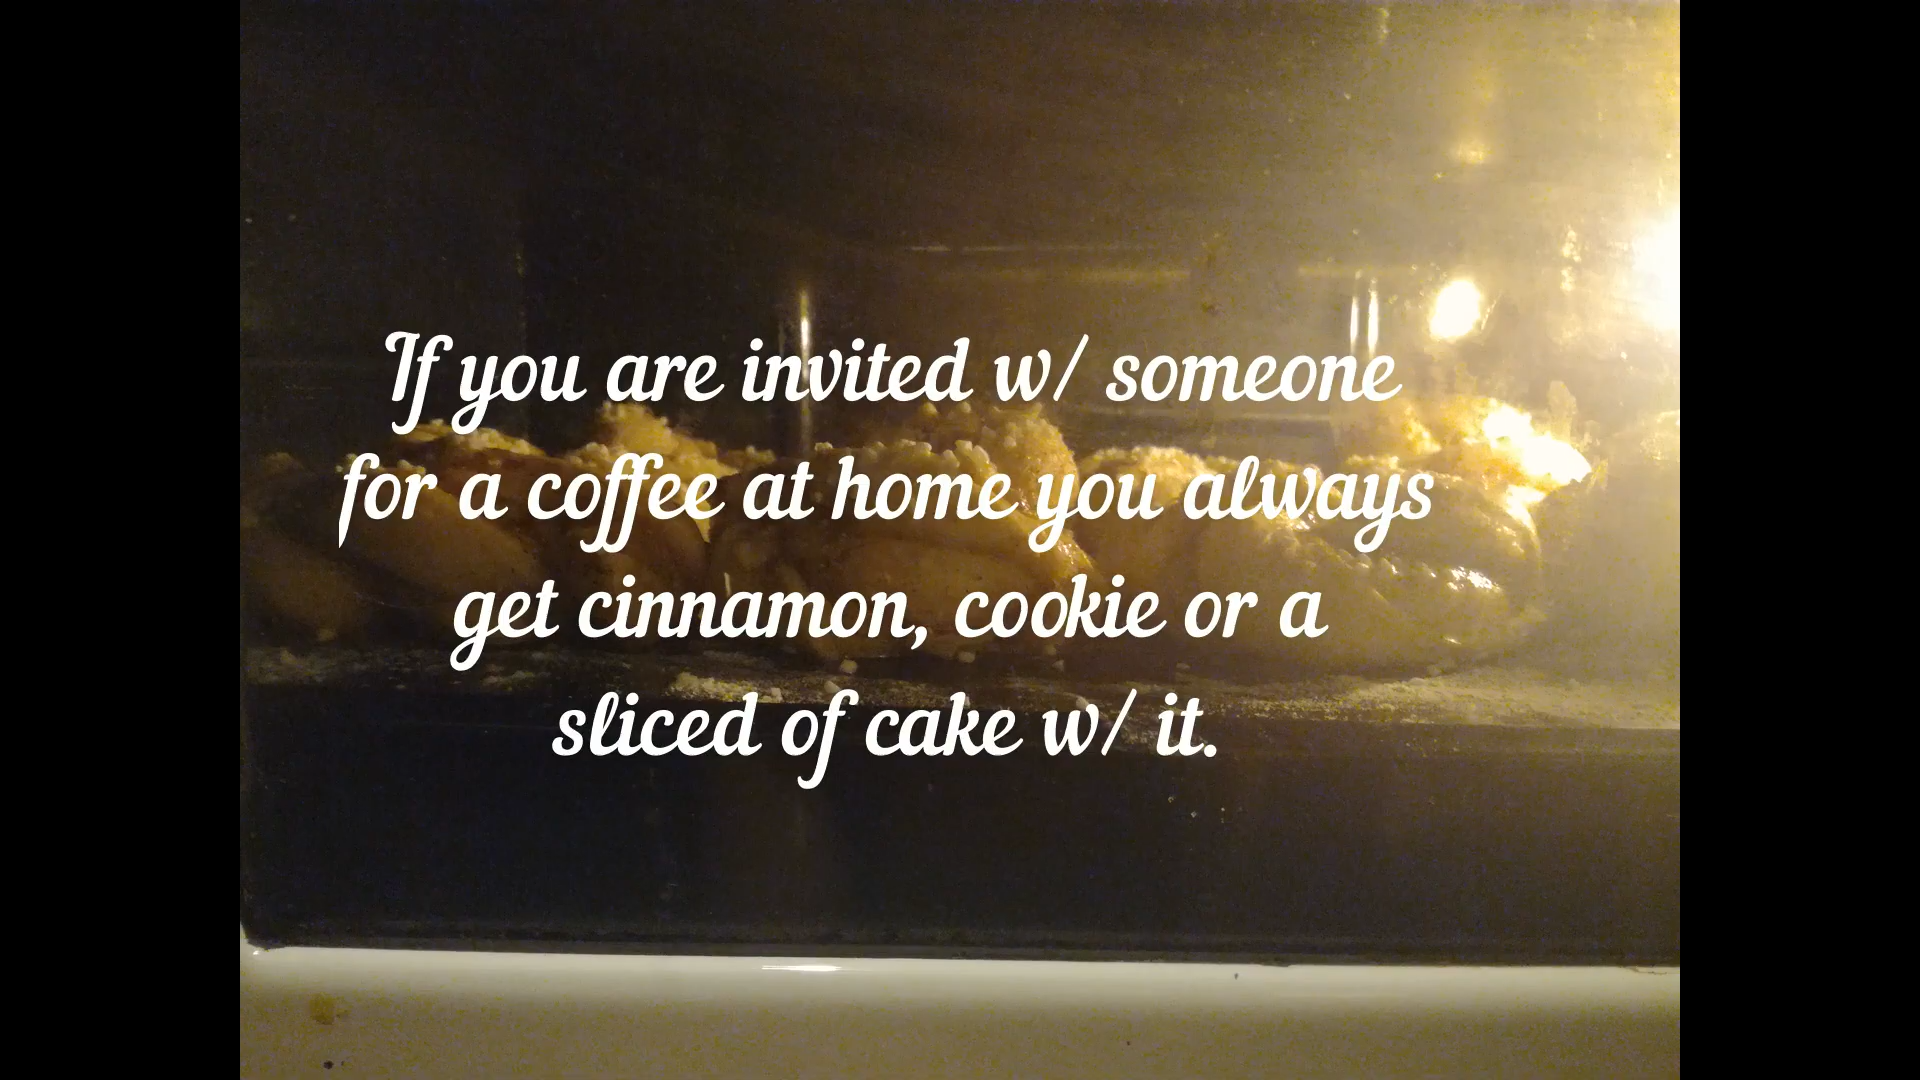 If you are invited w/ someone
for a coffee at home you always
get cinnamon, cookie or a
sliced of cake w/ it.